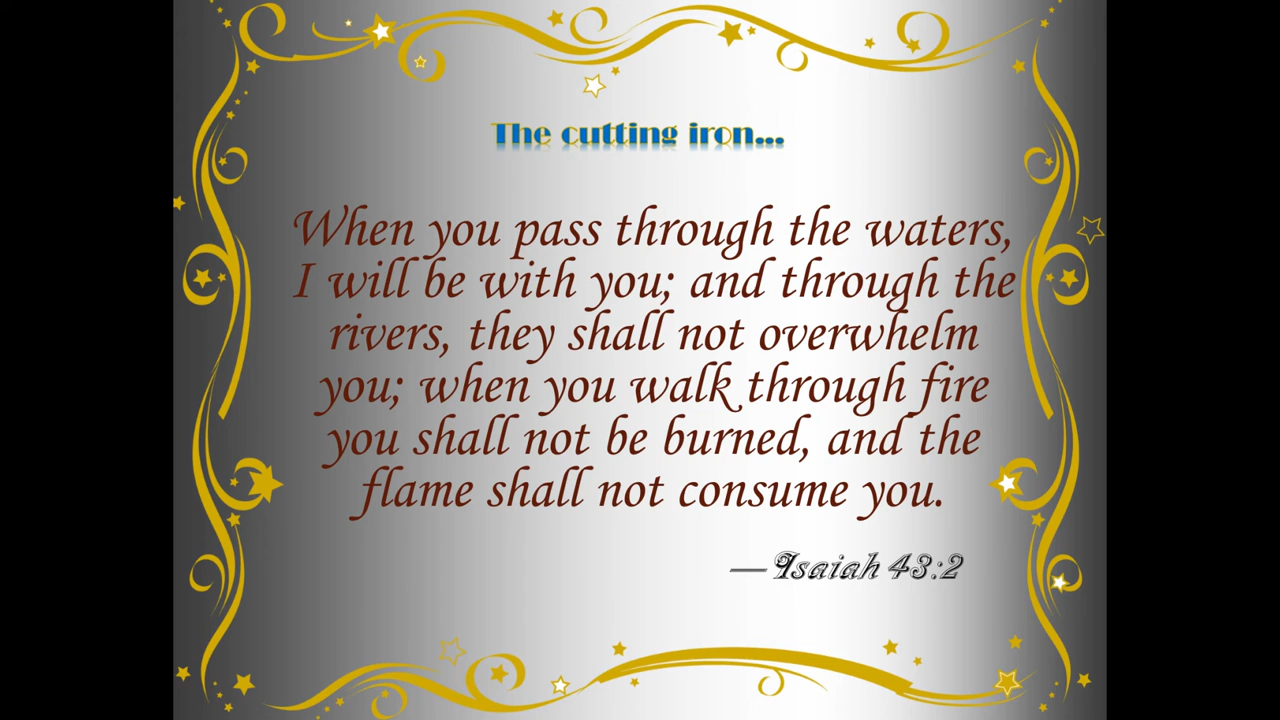 The cutting iron...
When you pass through the waters,
I will be with you; and through the
rivers, they shall not overwhelm
you; when you walk through fire
you shall not be burned, and the
flame shall not consume you.
—Isaiah 43:2